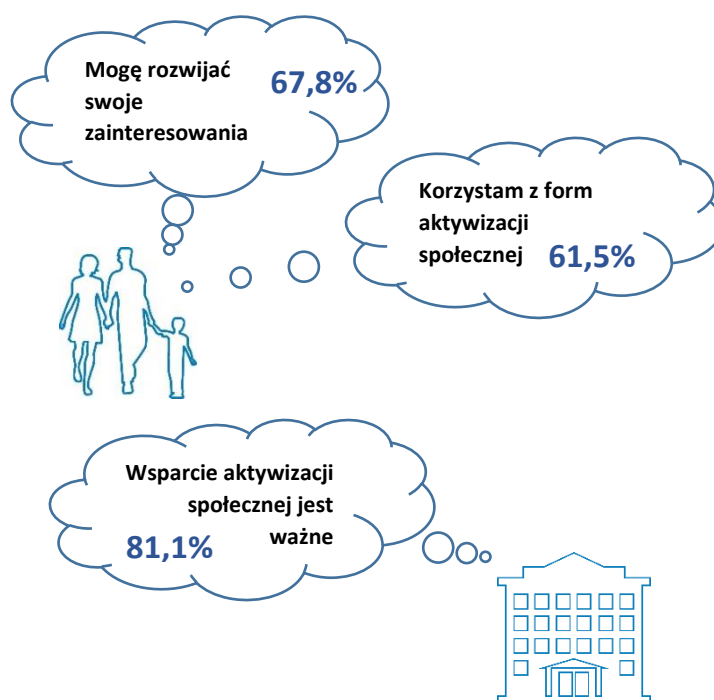 Mogę rozwijać
swoje 67,8%
zainteresowania
Korzystam z form
aktywizacji
społecznej 61,5%
Wsparcie aktywizacji
społecznej jest
ważne
81,1%